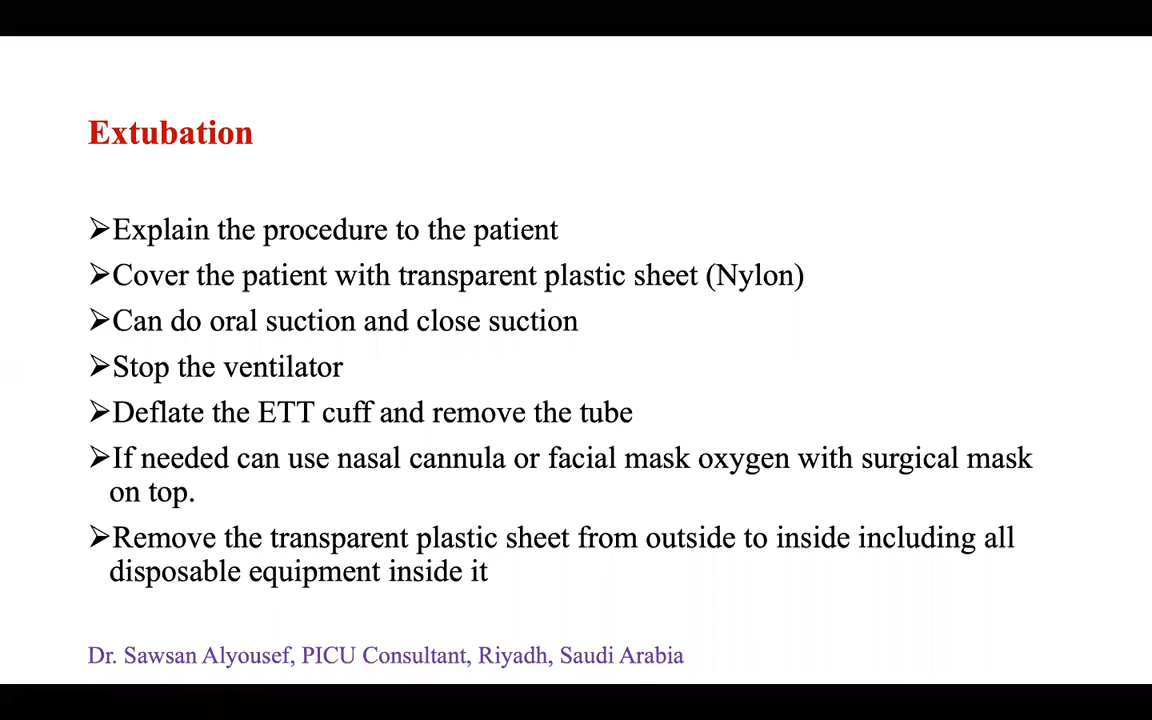 Extubation
➢Explain the procedure to the patient
➢Cover the patient with transparent plastic sheet (Nylon)
➢Can do oral suction and close suction
➢Stop the ventilator
➢Deflate the ETT cuff and remove the tube
➢If needed can use nasal cannula or facial mask oxygen with surgical mask
on top.
➢Remove the transparent plastic sheet from outside to inside including all
disposable equipment inside it
Dr. Sawsan Alyousef, PICU Consultant, Riyadh, Saudi Arabia